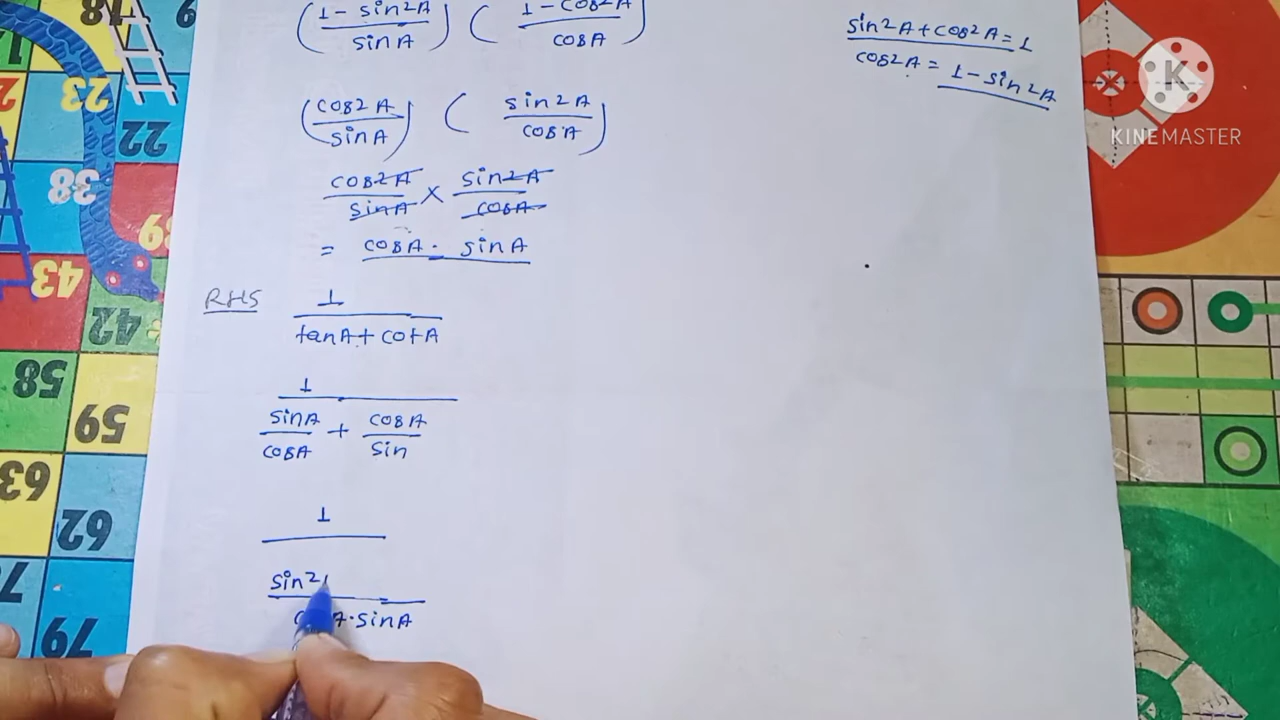 (1 - sin2A / sinA) (1 - cos2A / cosA)
(cos2A / sinA) (sin2A / cosA)
cos2A / sinA × sin2A / cosA
= cosA · sinA
RHS 1 / tanA + cotA
1 / sinA / cosA + cosA / sin
1
sin2
A·sinA
sin2A + cos2A = 1
cos2A = 1 - sin2A
K
KINEMASTER
18
19
23
22
38
39
43
42
58
59
63
62
79